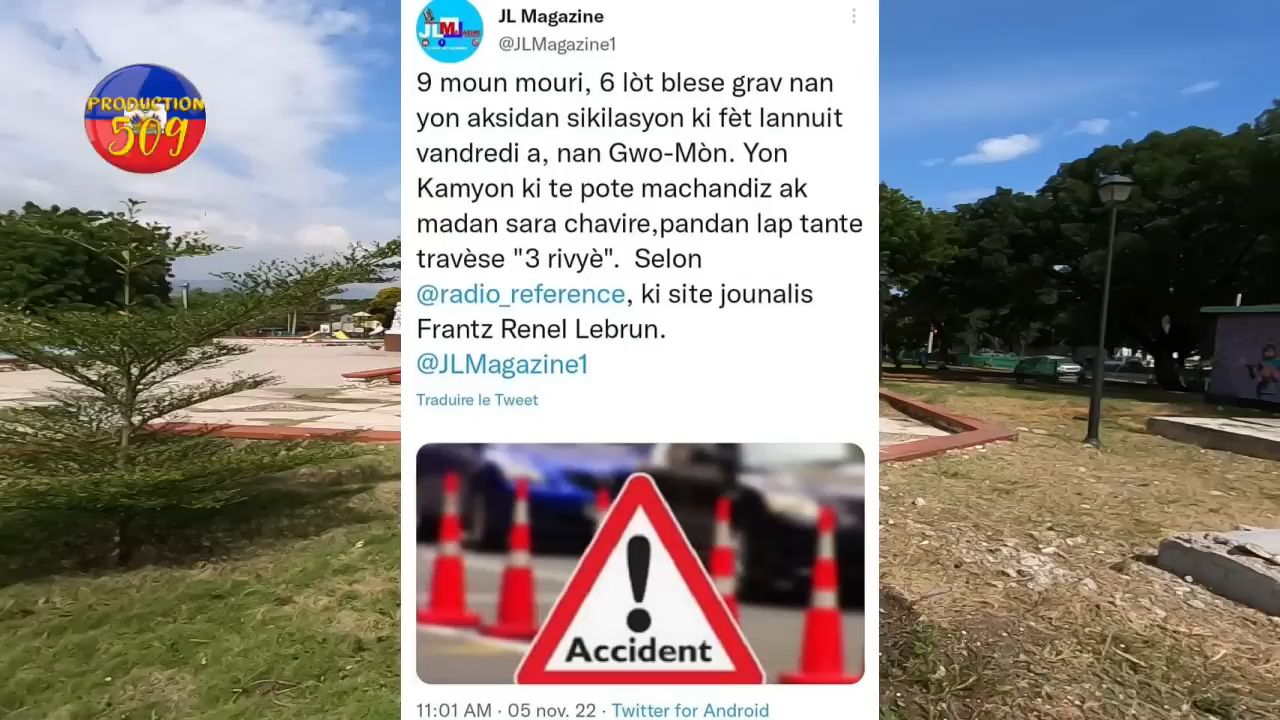 PRODUCTION
509
JL Magazine
@JLMagazine1
9 moun mouri, 6 lòt blese grav nan
yon aksidan sikilasyon ki fèt lannuit
vandredi a, nan Gwo-Mòn. Yon
Kamyon ki te pote machandiz ak
madan sara chavire,pandan lap tante
travèse "3 rivyè". Selon
@radio_reference, ki site jounalis
Frantz Renel Lebrun.
@JLMagazine1
Traduire le Tweet
Accident
11:01 AM · 05 nov. 22 · Twitter for Android